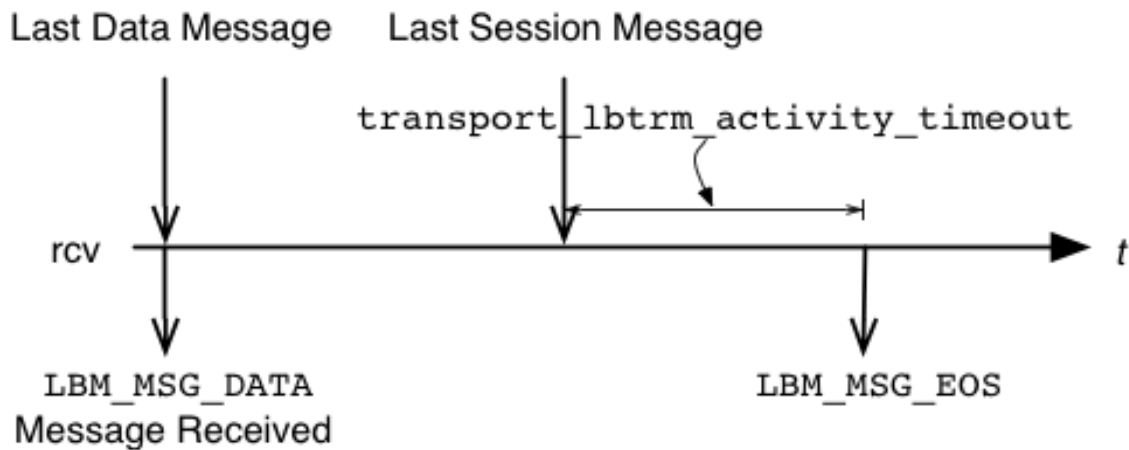 Last Data Message
Last Session Message
transport_lbtrm_activity_timeout
rcv
t
LBM_MSG_DATA
Message Received
LBM_MSG_EOS